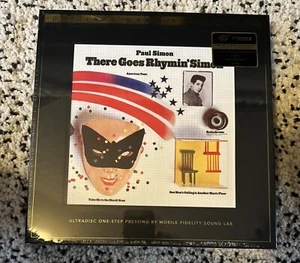 Paul Simon
There Goes Rhymin' Simon
American Tune
Kodachrome
Take Me to the Mardi Gras
One Man's Ceiling Is Another Man's Floor
ULTRADISC ONE-STEP PRESSING BY MOBILE FIDELITY SOUND LAB